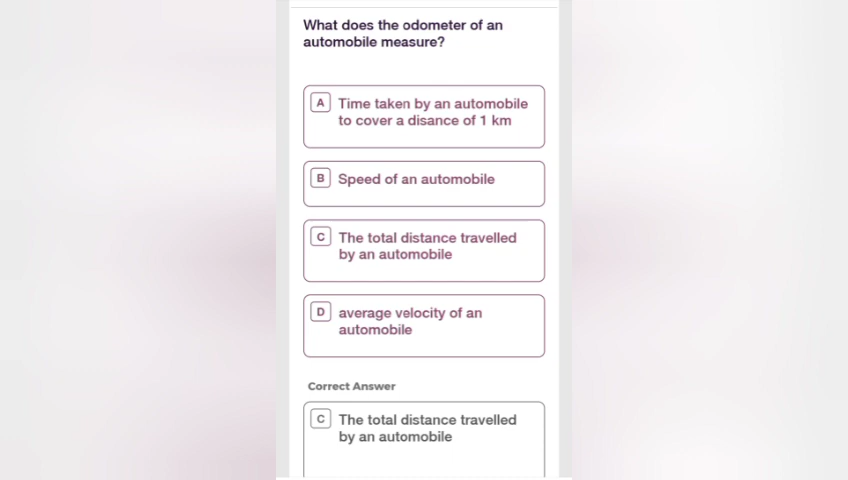 What does the odometer of an
automobile measure?
A Time taken by an automobile
to cover a disance of 1 km
B Speed of an automobile
C The total distance travelled
by an automobile
D average velocity of an
automobile
Correct Answer
C The total distance travelled
by an automobile